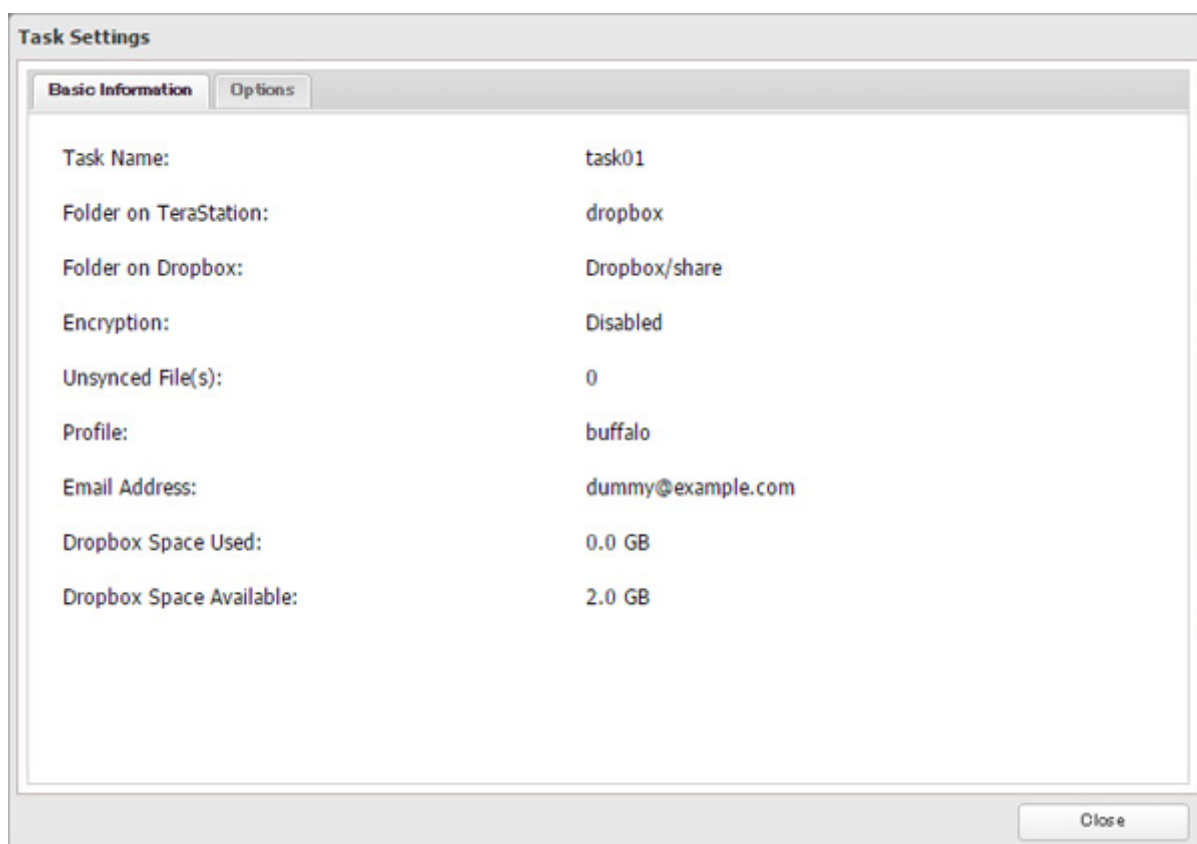 Task Settings
Basic Information Options
Task Name: task01
Folder on TeraStation: dropbox
Folder on Dropbox: Dropbox/share
Encryption: Disabled
Unsynced File(s): 0
Profile: buffalo
Email Address: dummy@example.com
Dropbox Space Used: 0.0 GB
Dropbox Space Available: 2.0 GB
Close